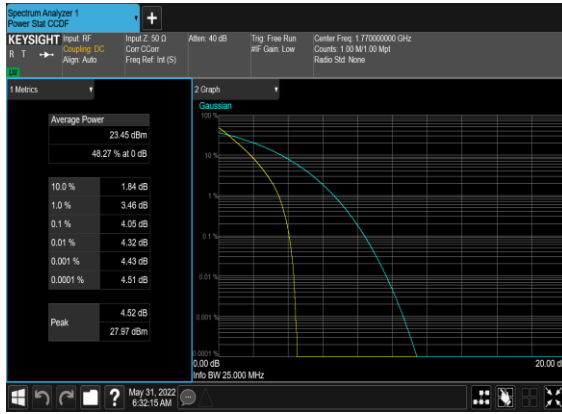 Spectrum Analyzer 1
Power Stat CCDF
+
KEYSIGHT
R T
Input: RF
Coupling: DC
Align: Auto
Input Z: 50 Ω
Corr CCorr
Freq Ref: Int (S)
Atten: 40 dB
Trig: Free Run
#IF Gain: Low
Center Freq: 1.770000000 GHz
Counts: 1.00 M/1.00 Mpt
Radio Std: None
1 Metrics
Average Power
23.45 dBm
48.27 % at 0 dB
10.0 % 1.84 dB
1.0 % 3.46 dB
0.1 % 4.05 dB
0.01 % 4.32 dB
0.001 % 4.43 dB
0.0001 % 4.51 dB
Peak
4.52 dB
27.97 dBm
2 Graph
Gaussian
100 %
10 %
1 %
0.1 %
0.01 %
0.001 %
0.0001 %
0.00 dB
20.00 d
Info BW 25.000 MHz
?
May 31, 2022
6:32:15 AM